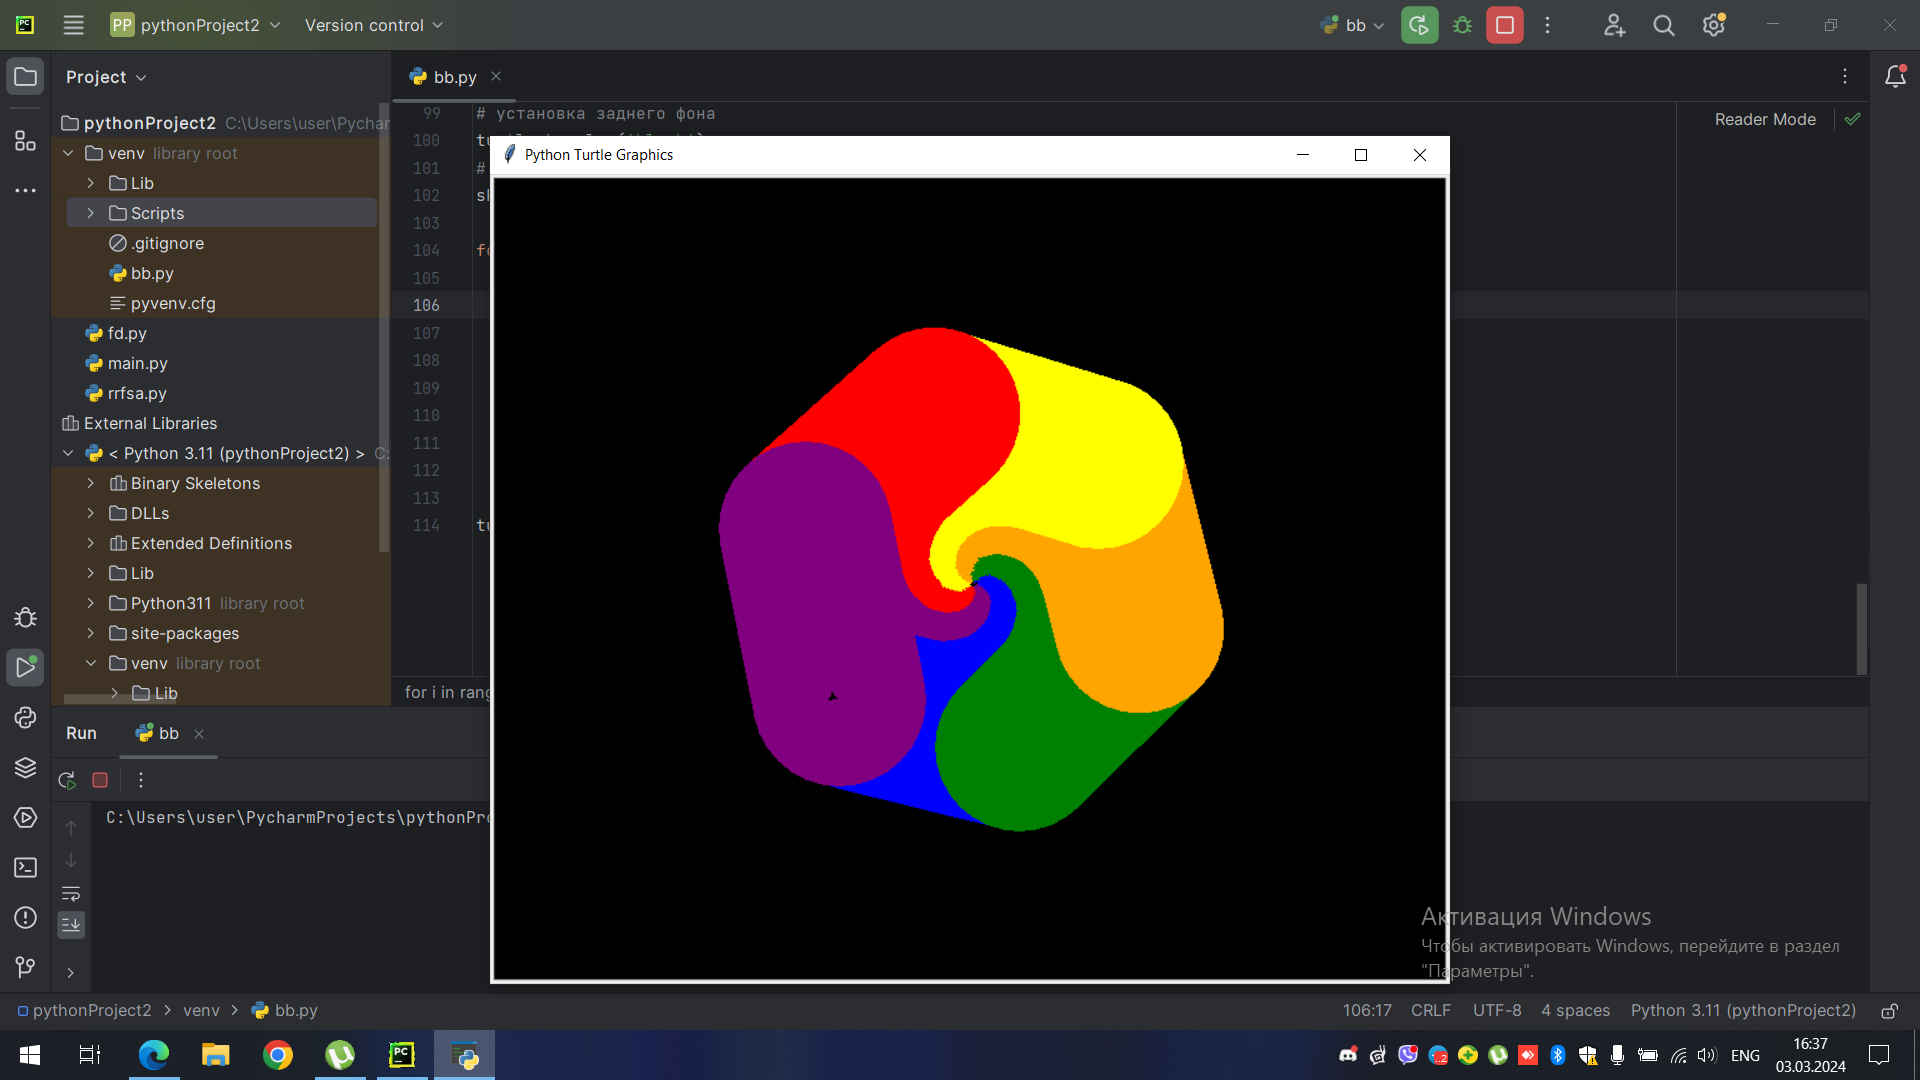 PC
PP pythonProject2
Version control
bb
Project
bb.py
pythonProject2 C:\Users\user\Pychar
venv library root
Lib
Scripts
.gitignore
bb.py
pyvenv.cfg
fd.py
main.py
rrfsa.py
External Libraries
< Python 3.11 (pythonProject2) > C:
Binary Skeletons
DLLs
Extended Definitions
Lib
Python311 library root
site-packages
venv library root
Lib
99 # установка заднего фона
100
101 #
102
103
104
105
106
107
108
109
110
111
112
113
114
Reader Mode
Python Turtle Graphics
for i in rang
Run
bb
C:\Users\user\PycharmProjects\pythonPr
Активация Windows
Чтобы активировать Windows, перейдите в раздел
"Параметры".
pythonProject2 > venv > bb.py
106:17 CRLF UTF-8 4 spaces Python 3.11 (pythonProject2)
PC
ENG
16:37
03.03.2024